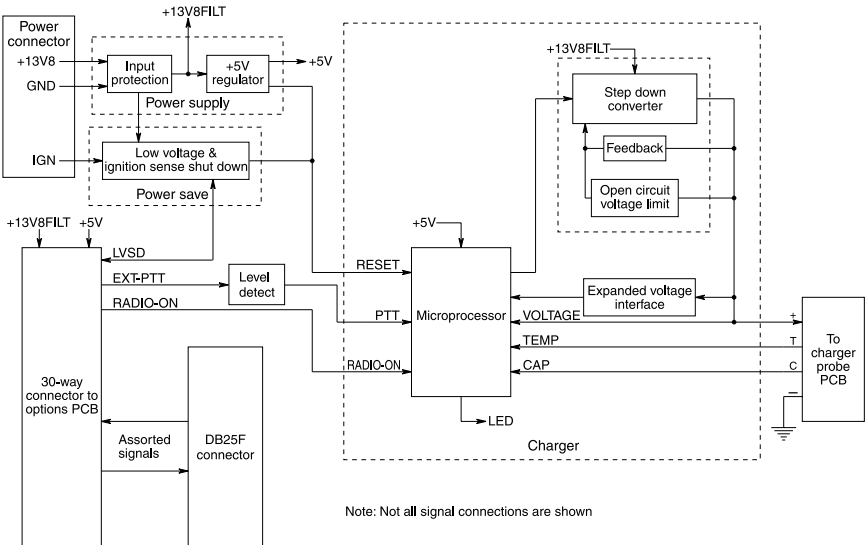 +13V8FILT
Power
connector
+13V8
GND
IGN
Input
protection
+5V
regulator
+5V
Power supply
Low voltage &
ignition sense shut down
Power save
+13V8FILT
+5V
LVSD
EXT-PTT
RADIO-ON
Level
detect
30-way
connector to
options PCB
Assorted
signals
DB25F
connector
+13V8FILT
Step down
converter
Feedback
Open circuit
voltage limit
+5V
RESET
PTT
RADIO-ON
Microprocessor
Expanded voltage
interface
VOLTAGE
TEMP
CAP
LED
Charger
+
T
C
–
To
charger
probe
PCB
Note: Not all signal connections are shown